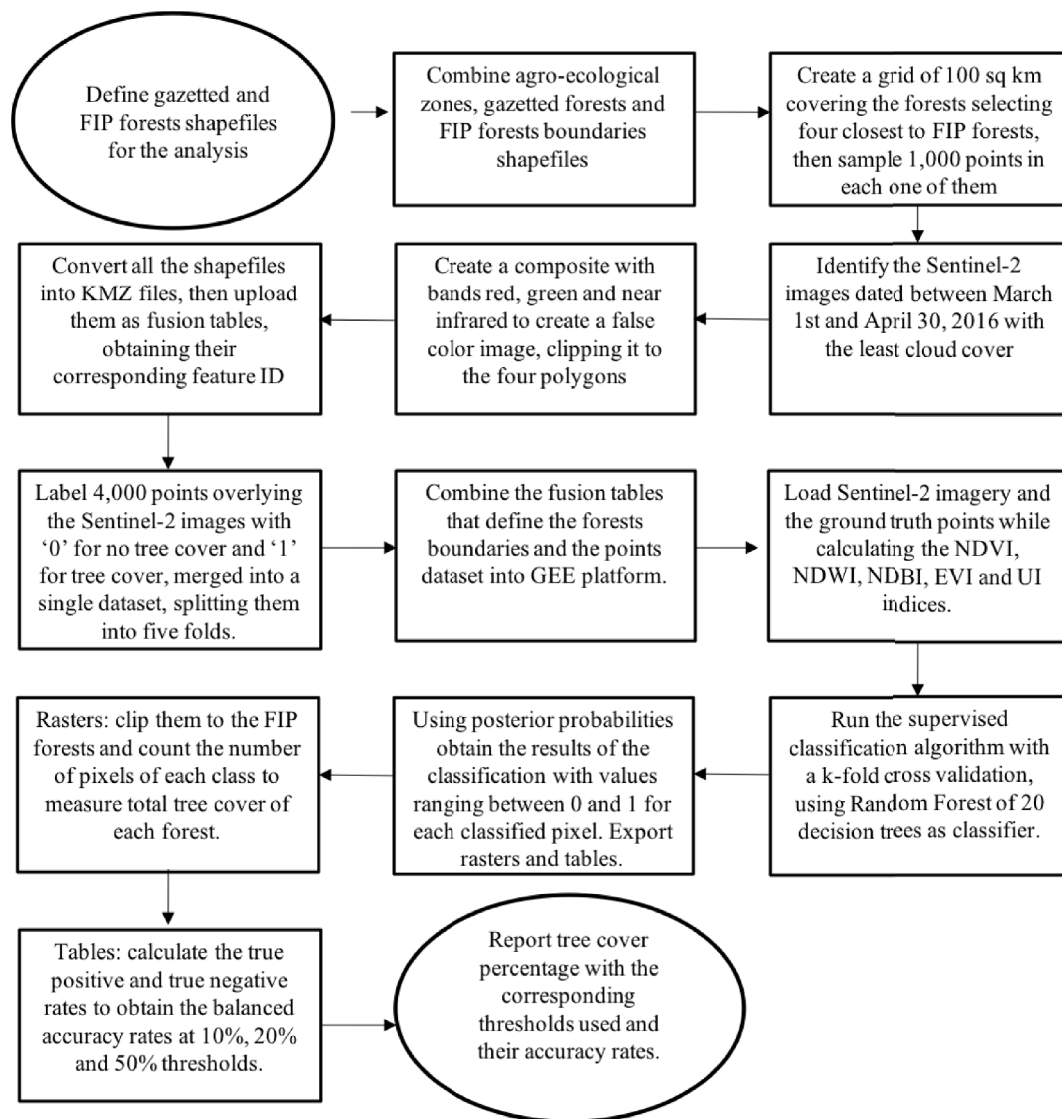 Define gazetted and
FIP forests shapefiles
for the analysis
Combine agro-ecological
zones, gazetted forests and
FIP forests boundaries
shapefiles
Create a grid of 100 sq km
covering the forests selecting
four closest to FIP forests,
then sample 1,000 points in
each one of them
Identify the Sentinel-2
images dated between March
1st and April 30, 2016 with
the least cloud cover
Create a composite with
bands red, green and near
infrared to create a false
color image, clipping it to
the four polygons
Convert all the shapefiles
into KMZ files, then upload
them as fusion tables,
obtaining their
corresponding feature ID
Label 4,000 points overlying
the Sentinel-2 images with
‘0’ for no tree cover and ‘1’
for tree cover, merged into a
single dataset, splitting them
into five folds.
Combine the fusion tables
that define the forests
boundaries and the points
dataset into GEE platform.
Load Sentinel-2 imagery and
the ground truth points while
calculating the NDVI,
NDWI, NDBI, EVI and UI
indices.
Run the supervised
classification algorithm with
a k-fold cross validation,
using Random Forest of 20
decision trees as classifier.
Using posterior probabilities
obtain the results of the
classification with values
ranging between 0 and 1 for
each classified pixel. Export
rasters and tables.
Rasters: clip them to the FIP
forests and count the number
of pixels of each class to
measure total tree cover of
each forest.
Tables: calculate the true
positive and true negative
rates to obtain the balanced
accuracy rates at 10%, 20%
and 50% thresholds.
Report tree cover
percentage with the
corresponding
thresholds used and
their accuracy rates.